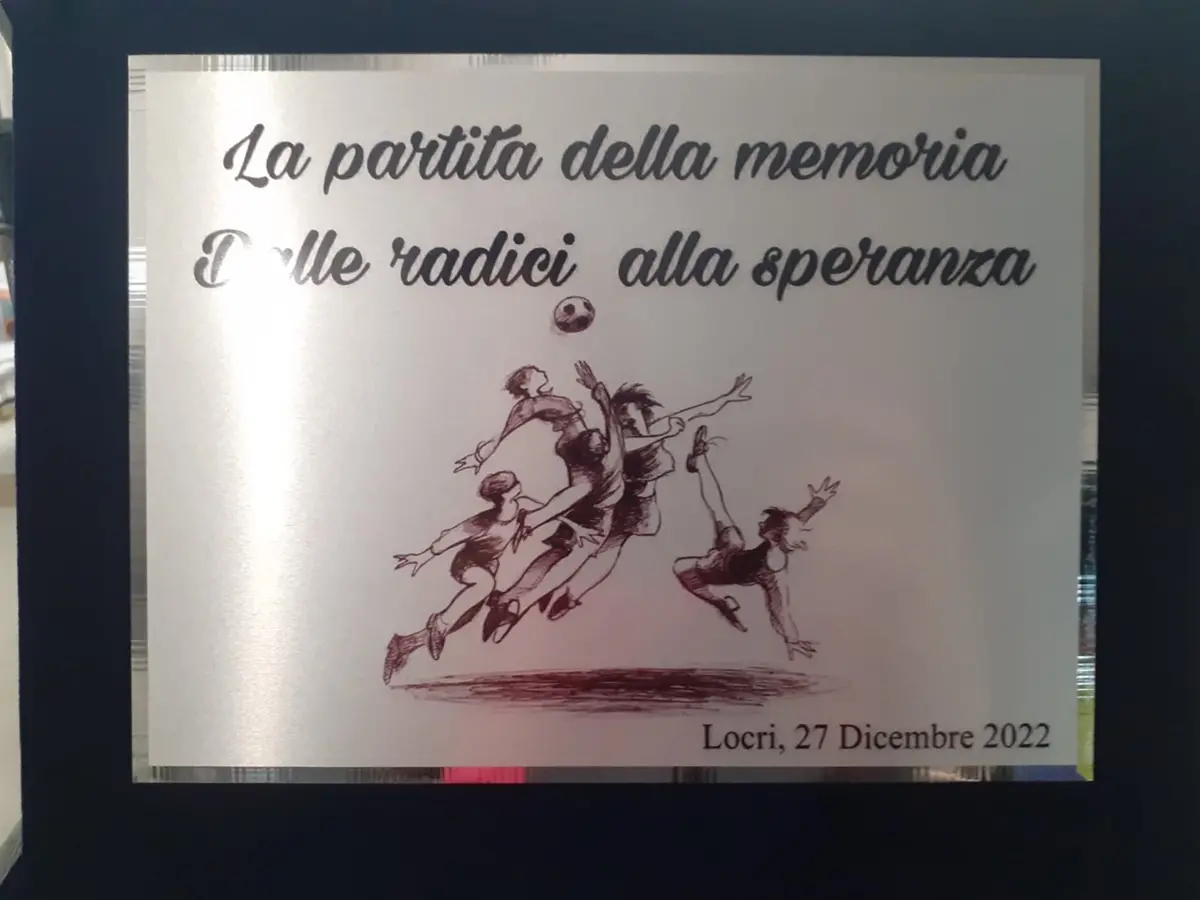 La partita della memoria
Dalle radici alla speranza
Locri, 27 Dicembre 2022